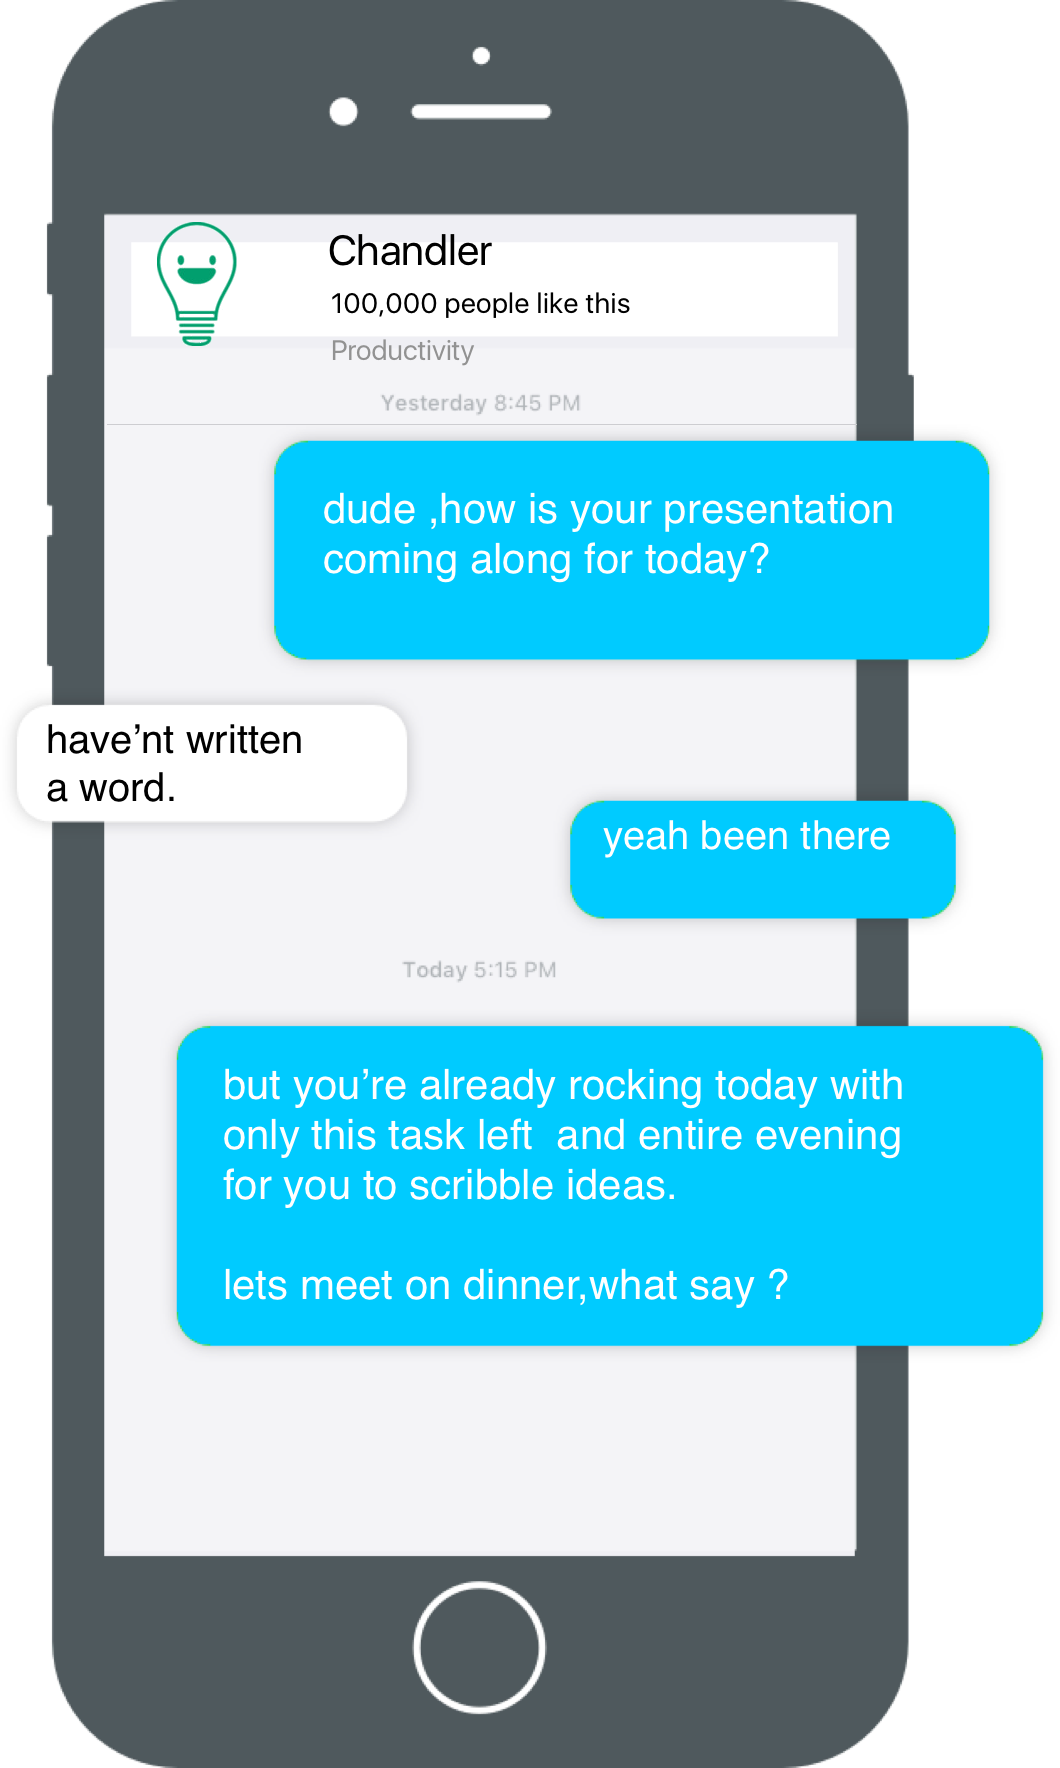 Chandler
100,000 people like this
Productivity
Yesterday 8:45 PM
dude ,how is your presentation
coming along for today?
have’nt written
a word.
yeah been there
Today 5:15 PM
but you’re already rocking today with
only this task left  and entire evening
for you to scribble ideas.
lets meet on dinner,what say ?